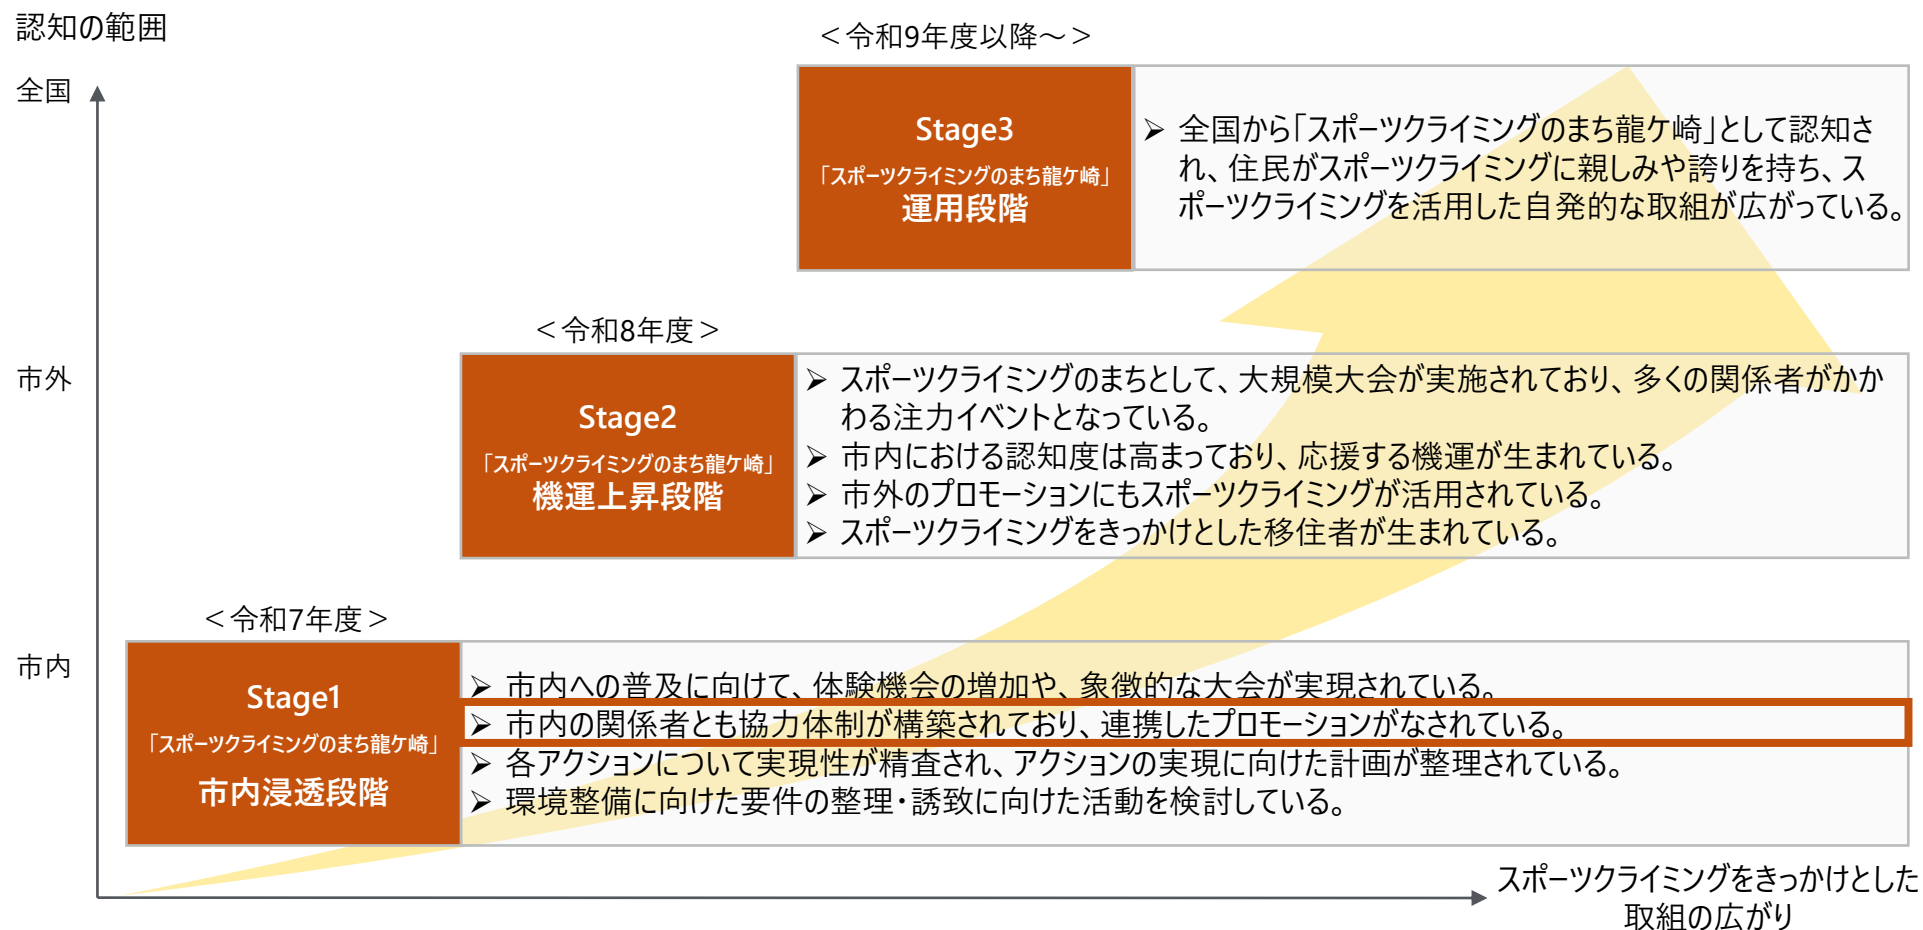 認知の範囲
＜令和9年度以降～＞
全国
Stage3
「スポーツクライミングのまち龍ケ崎」
運用段階
➢ 全国から「スポーツクライミングのまち龍ケ崎」として認知さ
れ、住民がスポーツクライミングに親しみや誇りを持ち、ス
ポーツクライミングを活用した自発的な取組が広がっている。
＜令和8年度＞
市外
Stage2
「スポーツクライミングのまち龍ケ崎」
機運上昇段階
➢ スポーツクライミングのまちとして、大規模大会が実施されており、多くの関係者がかか
わる注力イベントとなっている。
➢ 市内における認知度は高まっており、応援する機運が生まれている。
➢ 市外のプロモーションにもスポーツクライミングが活用されている。
➢ スポーツクライミングをきっかけとした移住者が生まれている。
＜令和7年度＞
市内
Stage1
「スポーツクライミングのまち龍ケ崎」
市内浸透段階
➢ 市内への普及に向けて、体験機会の増加や、象徴的な大会が実現されている。
➢ 市内の関係者とも協力体制が構築されており、連携したプロモーションがなされている。
➢ 各アクションについて実現性が精査され、アクションの実現に向けた計画が整理されている。
➢ 環境整備に向けた要件の整理・誘致に向けた活動を検討している。
スポーツクライミングをきっかけとした
取組の広がり